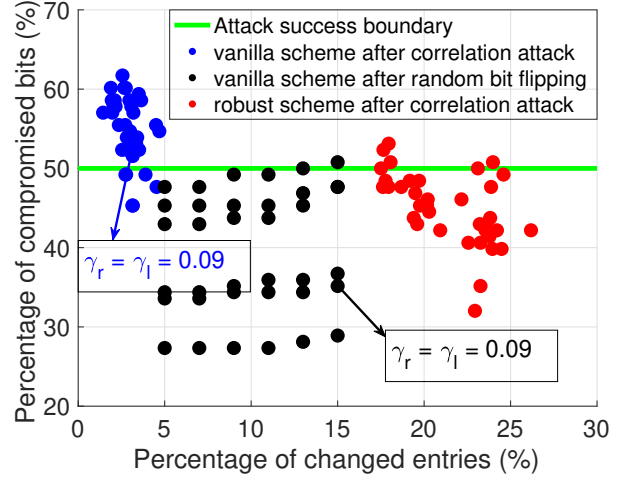 Attack success boundary
vanilla scheme after correlation attack
vanilla scheme after random bit flipping
robust scheme after correlation attack
Percentage of compromised bits (%)
70
60
50
40
30
20
γr = γl = 0.09
γr = γl = 0.09
0 5 10 15 20 25 30
Percentage of changed entries (%)